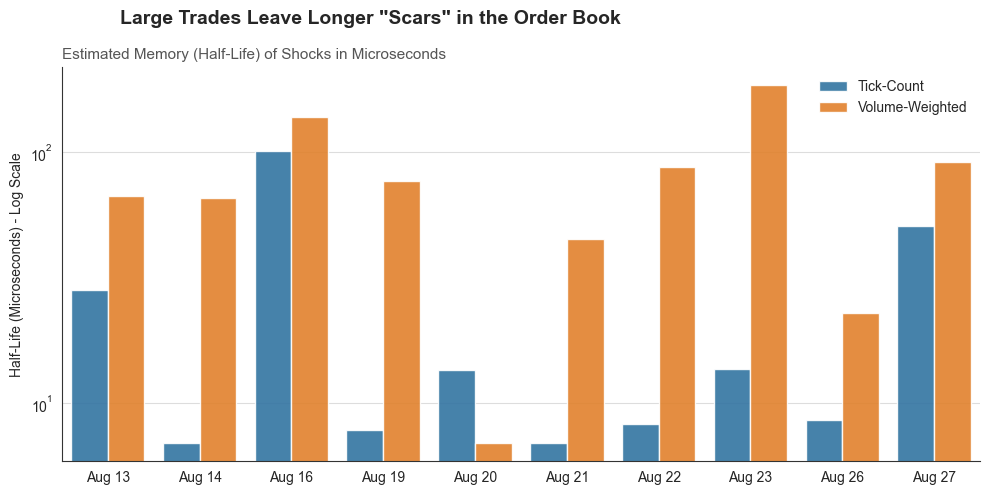 Large Trades Leave Longer "Scars" in the Order Book
Estimated Memory (Half-Life) of Shocks in Microseconds
Tick-Count
Volume-Weighted
Half-Life (Microseconds) - Log Scale
10²
10¹
Aug 13 Aug 14 Aug 16 Aug 19 Aug 20 Aug 21 Aug 22 Aug 23 Aug 26 Aug 27